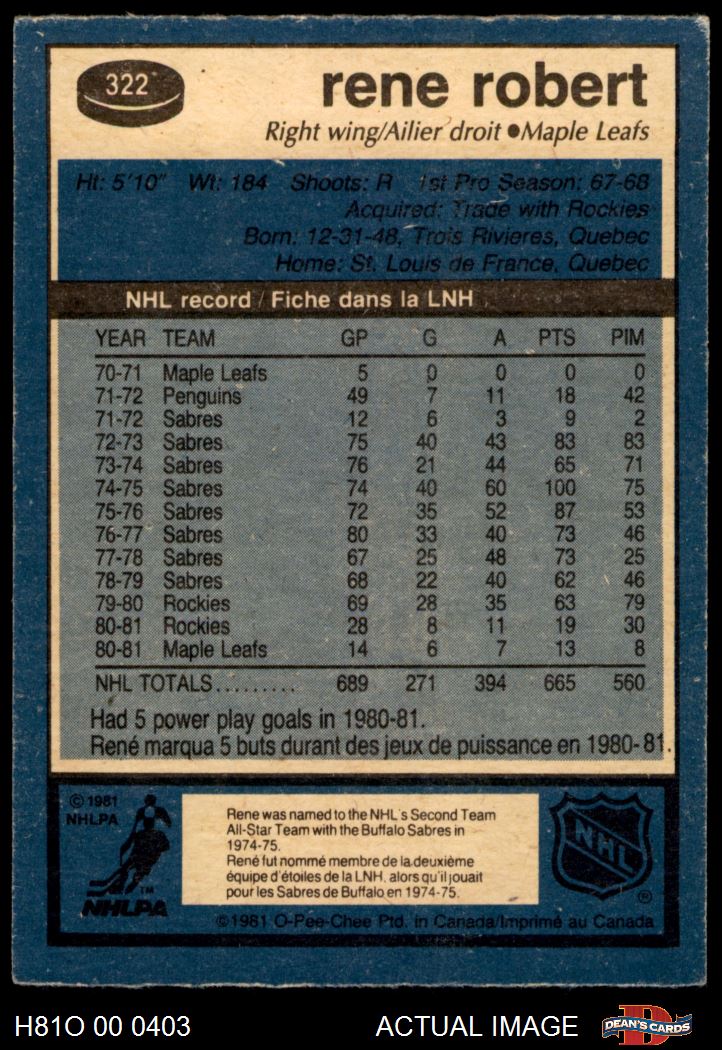 322
rene robert
Right wing/Ailier droit ●Maple Leafs
Ht: 5'10" Wt: 184 Shoots: R 1st Pro Season: 67-68
Acquired: Trade with Rockies
Born: 12-31-48, Trois Rivieres, Quebec
Home: St. Louis de France, Quebec
NHL record / Fiche dans la LNH
YEAR TEAM GP G A PTS PIM
70-71 Maple Leafs 5 0 0 0 0
71-72 Penguins 49 7 11 18 42
71-72 Sabres 12 6 3 9 2
72-73 Sabres 75 40 43 83 83
73-74 Sabres 76 21 44 65 71
74-75 Sabres 74 40 60 100 75
75-76 Sabres 72 35 52 87 53
76-77 Sabres 80 33 40 73 46
77-78 Sabres 67 25 48 73 25
78-79 Sabres 68 22 40 62 46
79-80 Rockies 69 28 35 63 79
80-81 Rockies 28 8 11 19 30
80-81 Maple Leafs 14 6 7 13 8
NHL TOTALS......... 689 271 394 665 560
Had 5 power play goals in 1980-81.
René marqua 5 buts durant des jeux de puissance en 1980-81.
©1981
NHLPA
Rene was named to the NHL's Second Team
All-Star Team with the Buffalo Sabres in
1974-75.
René fut nommé membre de la deuxième
équipe d'étoiles de la LNH, alors qu'il jouait
pour les Sabres de Buffalo en 1974-75.
TM
NHLPA
NHL
®
©1981 O-Pee-Chee Ptd. in Canada/Imprimé au Canada
H81O 00 0403 ACTUAL IMAGE D DEAN'S CARDS